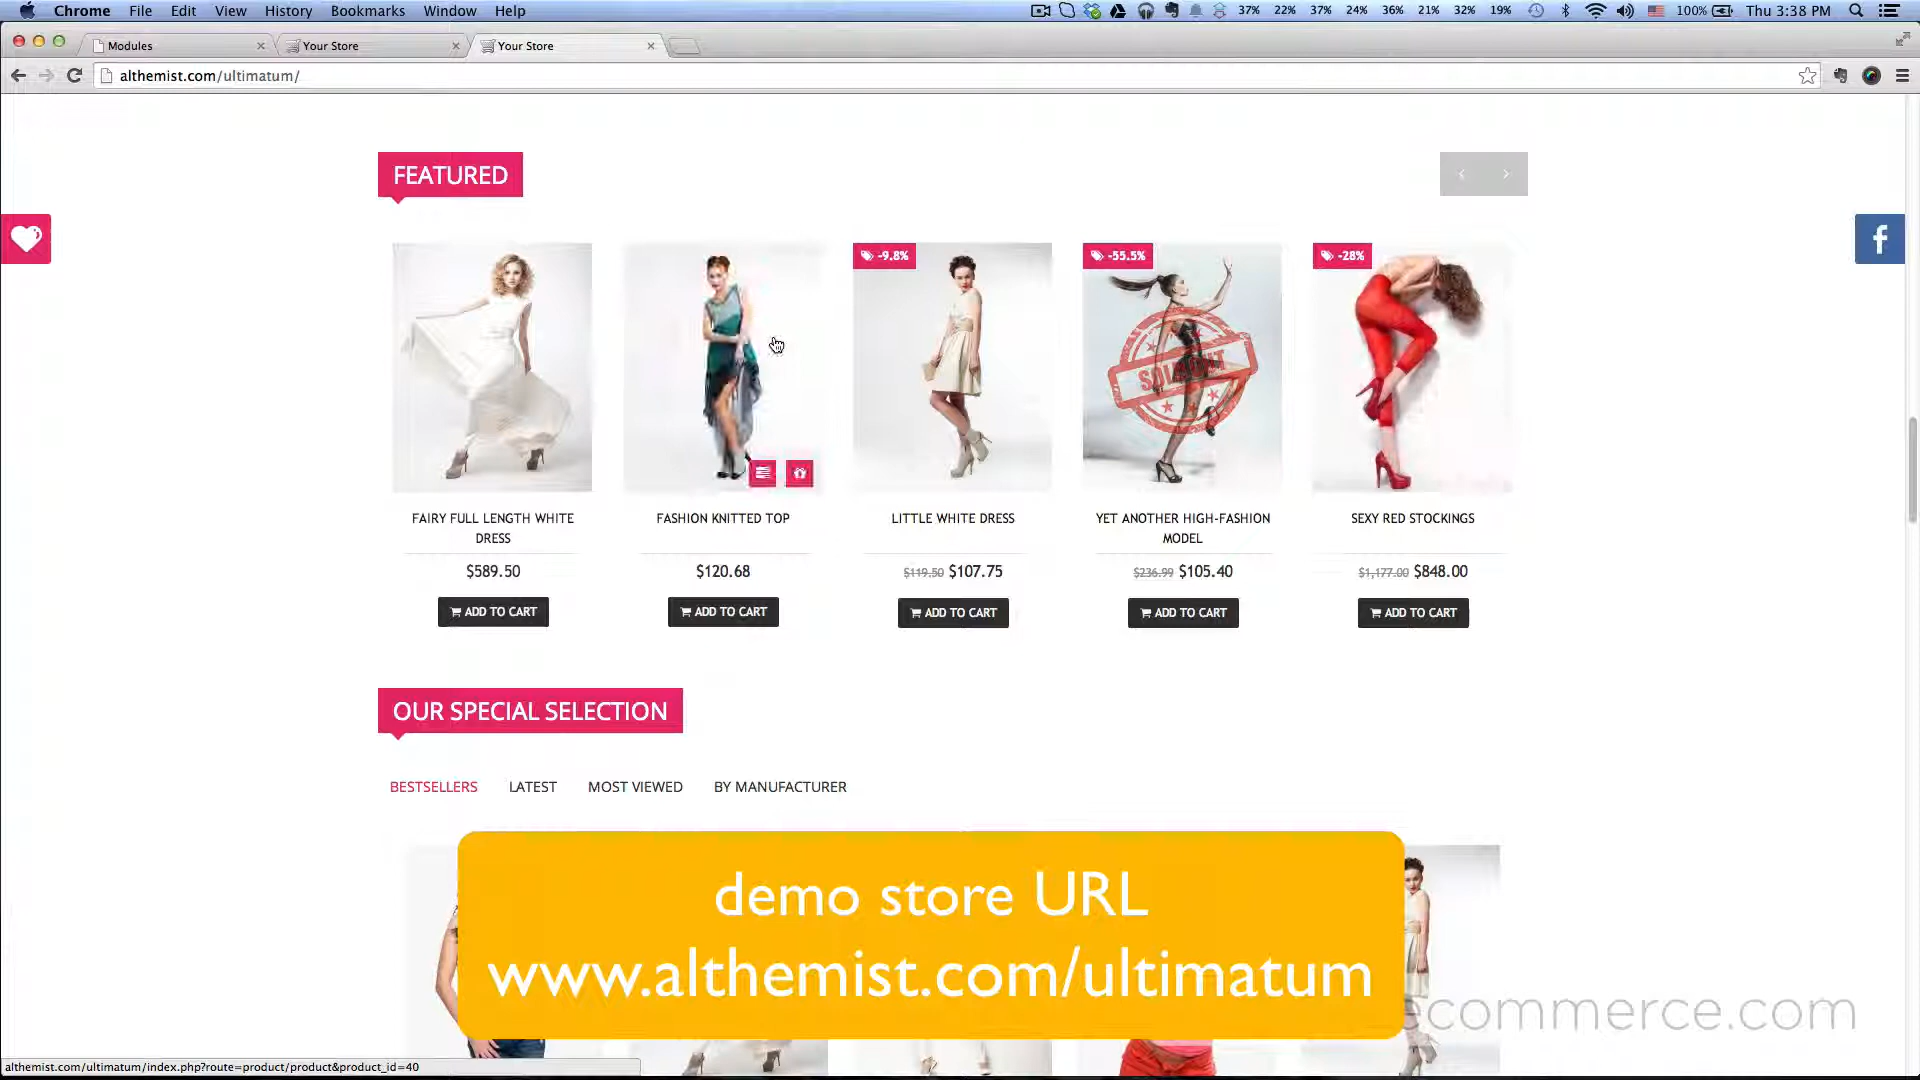 Chrome File Edit View History Bookmarks Window Help 37% 22% 37% 24% 36% 21% 32% 19% 100% Thu 3:38 PM
Modules Your Store Your Store
althemist.com/ultimatum/
FEATURED
-9.8% -55.5% -28%
SOLD OUT
FAIRY FULL LENGTH WHITE DRESS
FASHION KNITTED TOP
LITTLE WHITE DRESS
YET ANOTHER HIGH-FASHION MODEL
SEXY RED STOCKINGS
$589.50 $120.68 $119.50 $107.75 $236.99 $105.40 $1,177.00 $848.00
ADD TO CART ADD TO CART ADD TO CART ADD TO CART ADD TO CART
OUR SPECIAL SELECTION
BESTSELLERS LATEST MOST VIEWED BY MANUFACTURER
demo store URL
www.althemist.com/ultimatum
ecommerce.com
althemist.com/ultimatum/index.php?route=product/product&product_id=40